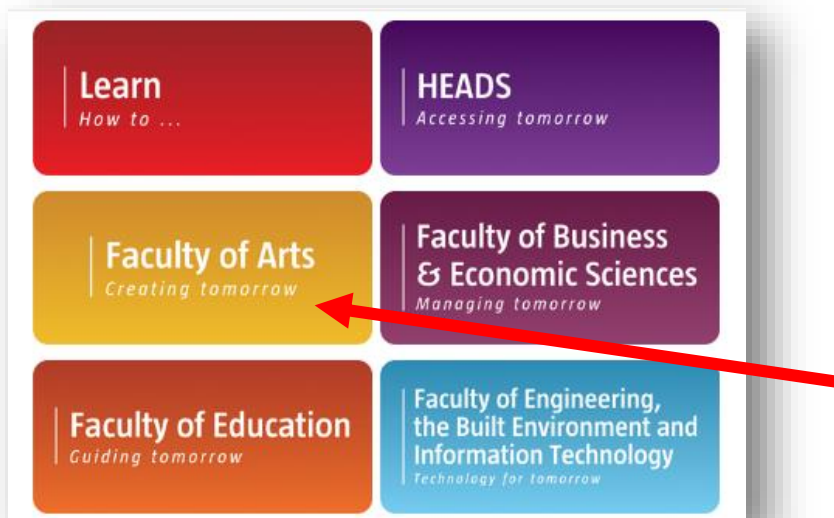 Learn
How to ...
HEADS
Accessing tomorrow
Faculty of Arts
Creating tomorrow
Faculty of Business
& Economic Sciences
Managing tomorrow
Faculty of Education
Guiding tomorrow
Faculty of Engineering,
the Built Environment and
Information Technology
Technology for tomorrow